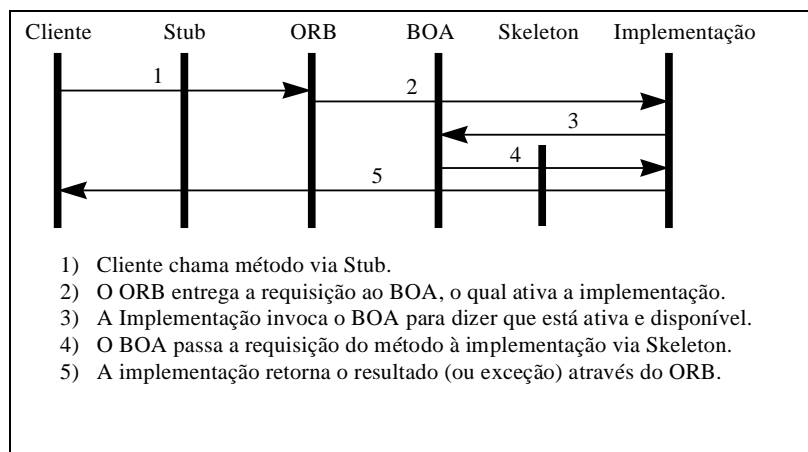 Cliente Stub ORB BOA Skeleton Implementação
1
2
3
4
5
1) Cliente chama método via Stub.
2) O ORB entrega a requisição ao BOA, o qual ativa a implementação.
3) A Implementação invoca o BOA para dizer que está ativa e disponível.
4) O BOA passa a requisição do método à implementação via Skeleton.
5) A implementação retorna o resultado (ou exceção) através do ORB.